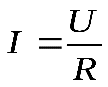 I = U/R